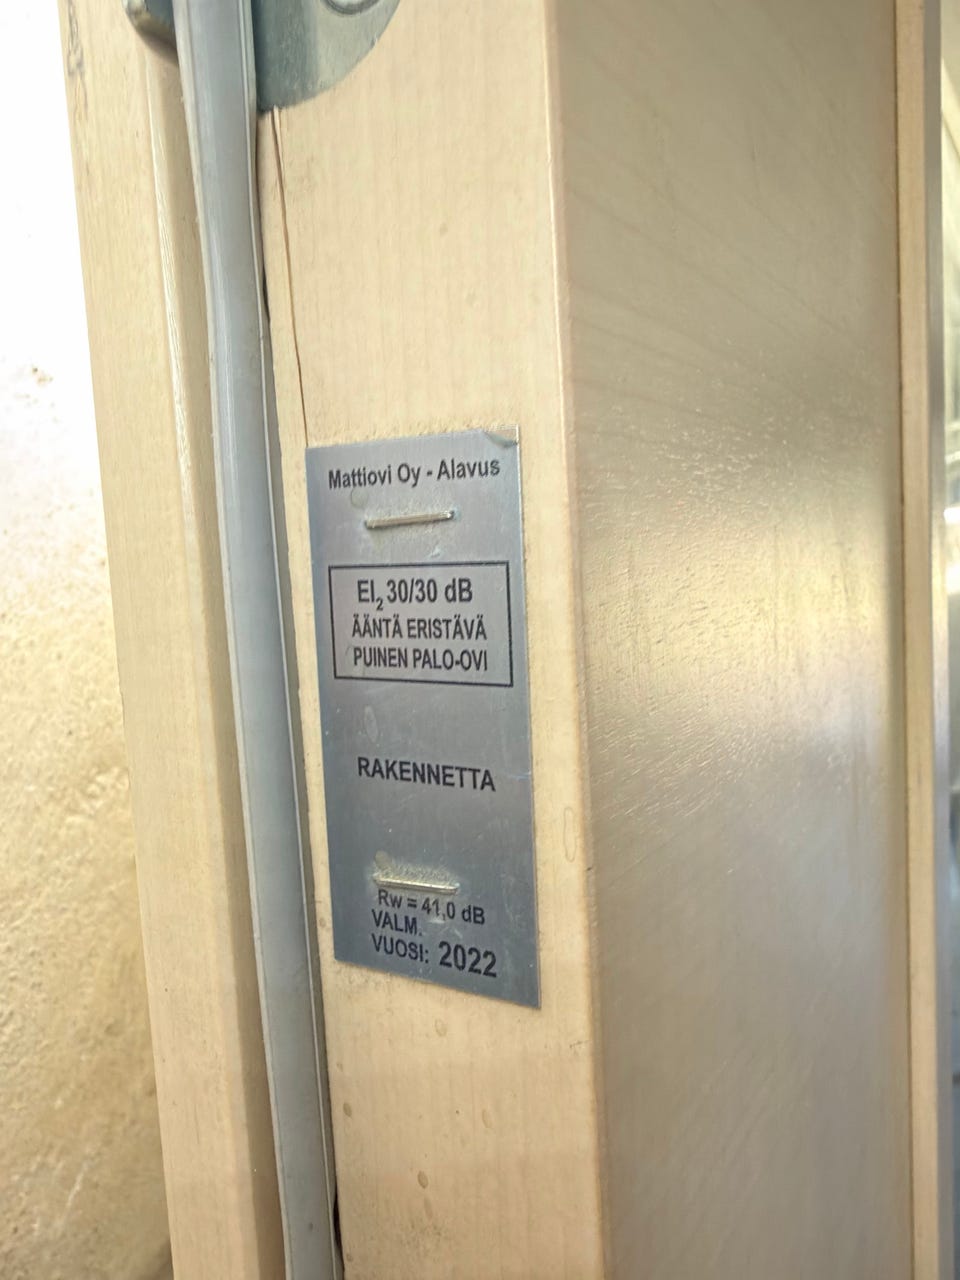 Mattiovi Oy - Alavus
EI₂ 30/30 dB
ÄÄNTÄ ERISTÄVÄ
PUINEN PALO-OVI
RAKENNETTA
Rw = 41,0 dB
VALM.
VUOSI: 2022